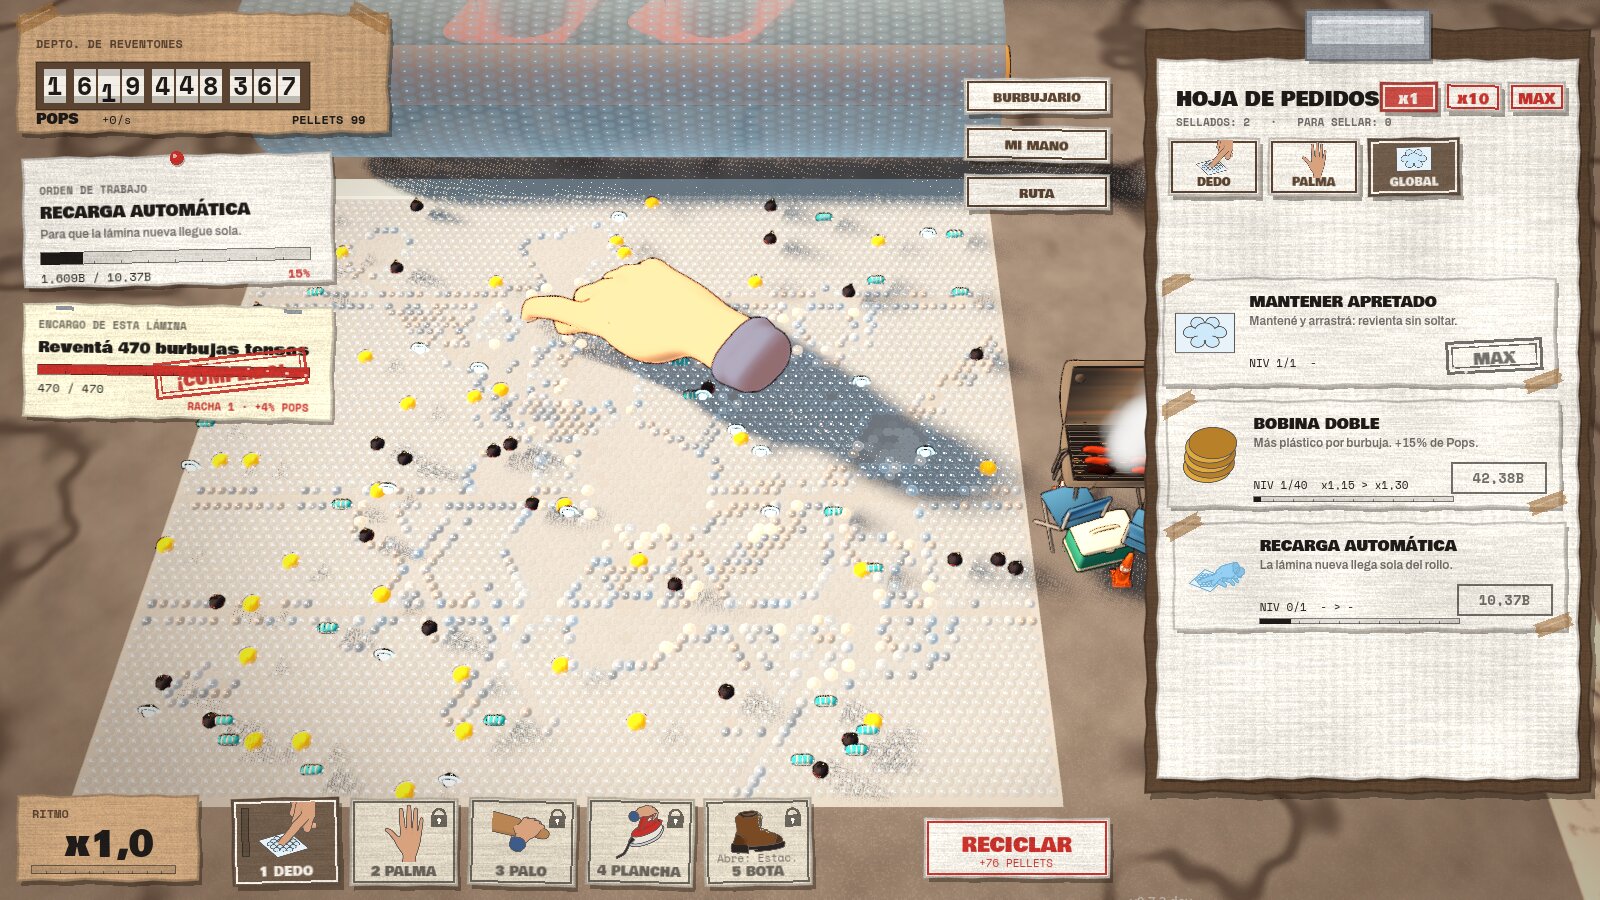 DEPTO. DE REVENTONES
1 619 448 367
POPS +0/s PELLETS 99
ORDEN DE TRABAJO
RECARGA AUTOMÁTICA
Para que la lámina nueva llegue sola.
1,609B / 10,37B 15%
ENCARGO DE ESTA LÁMINA
Reventá 470 burbujas tensas
470 / 470
RACHA 1 · +4% POPS
BURBUJARIO
MI MANO
RUTA
HOJA DE PEDIDOS x1 x10 MAX
SELLADOS: 2 · PARA SELLAR: 0
DEDO PALMA GLOBAL
MANTENER APRETADO
Mantené y arrastrá: revienta sin soltar.
NIV 1/1 - MAX
BOBINA DOBLE
Más plástico por burbuja. +15% de Pops.
NIV 1/40 x1,15 > x1,30 42,38B
RECARGA AUTOMÁTICA
La lámina nueva llega sola del rollo.
NIV 0/1 - > - 10,37B
RITMO
x1,0
1 DEDO
2 PALMA
3 PALO
4 PLANCHA
Abre: Estac.
5 BOTA
RECICLAR
+76 PELLETS